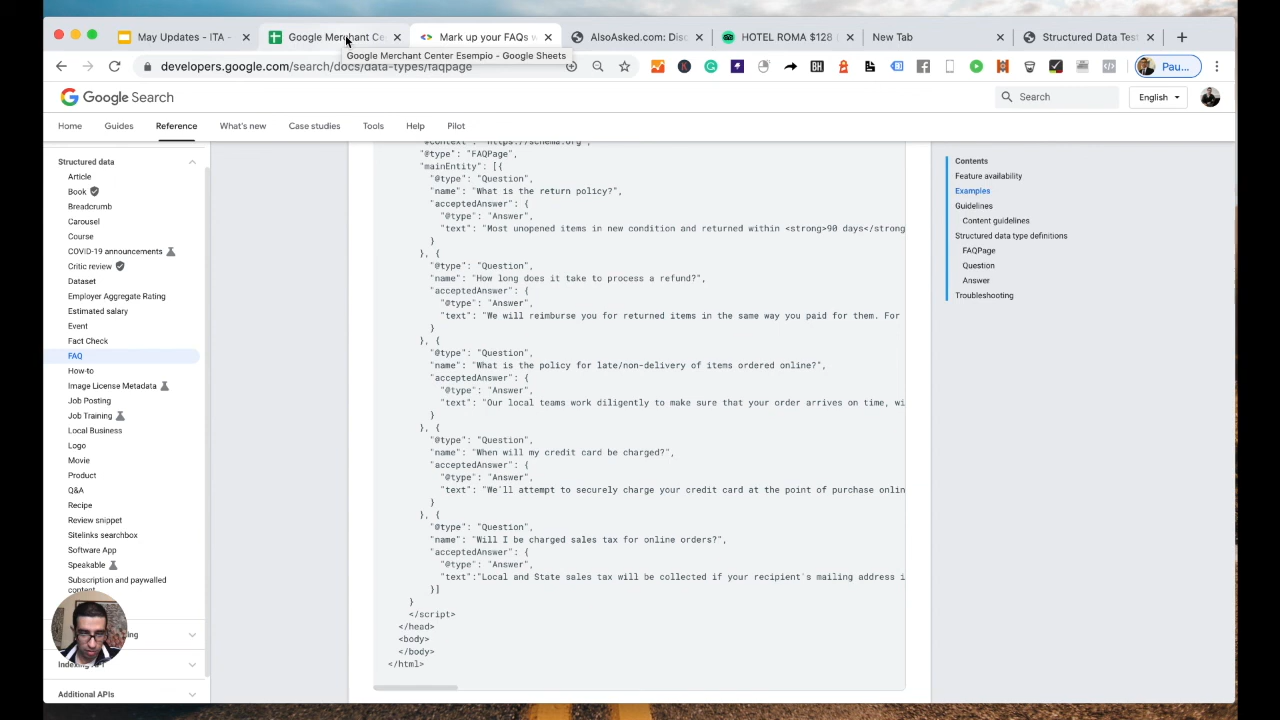 May Updates - ITA -
Google Merchant Ce
Mark up your FAQs w
AlsoAsked.com: Disc
HOTEL ROMA $128 (
New Tab
Structured Data Test
Google Merchant Center Esempio - Google Sheets
developers.google.com/search/docs/data-types/faqpage
Pau...
Google Search
Search
English
Home
Guides
Reference
What's new
Case studies
Tools
Help
Pilot
Structured data
Article
Book
Breadcrumb
Carousel
Course
COVID-19 announcements
Critic review
Dataset
Employer Aggregate Rating
Estimated salary
Event
Fact Check
FAQ
How-to
Image License Metadata
Job Posting
Job Training
Local Business
Logo
Movie
Product
Q&A
Recipe
Review snippet
Sitelinks searchbox
Software App
Speakable
Subscription and paywalled
content
Additional APIs
"@context": "https://schema.org",
"@type": "FAQPage",
"mainEntity": [{
"@type": "Question",
"name": "What is the return policy?",
"acceptedAnswer": {
"@type": "Answer",
"text": "Most unopened items in new condition and returned within <strong>90 days</strong
}
}, {
"@type": "Question",
"name": "How long does it take to process a refund?",
"acceptedAnswer": {
"@type": "Answer",
"text": "We will reimburse you for returned items in the same way you paid for them. For
}
}, {
"@type": "Question",
"name": "What is the policy for late/non-delivery of items ordered online?",
"acceptedAnswer": {
"@type": "Answer",
"text": "Our local teams work diligently to make sure that your order arrives on time, wi
}
}, {
"@type": "Question",
"name": "When will my credit card be charged?",
"acceptedAnswer": {
"@type": "Answer",
"text": "We'll attempt to securely charge your credit card at the point of purchase onlin
}
}, {
"@type": "Question",
"name": "Will I be charged sales tax for online orders?",
"acceptedAnswer": {
"@type": "Answer",
"text":"Local and State sales tax will be collected if your recipient's mailing address i
}]
}
</script>
</head>
<body>
</body>
</html>
Contents
Feature availability
Examples
Guidelines
Content guidelines
Structured data type definitions
FAQPage
Question
Answer
Troubleshooting